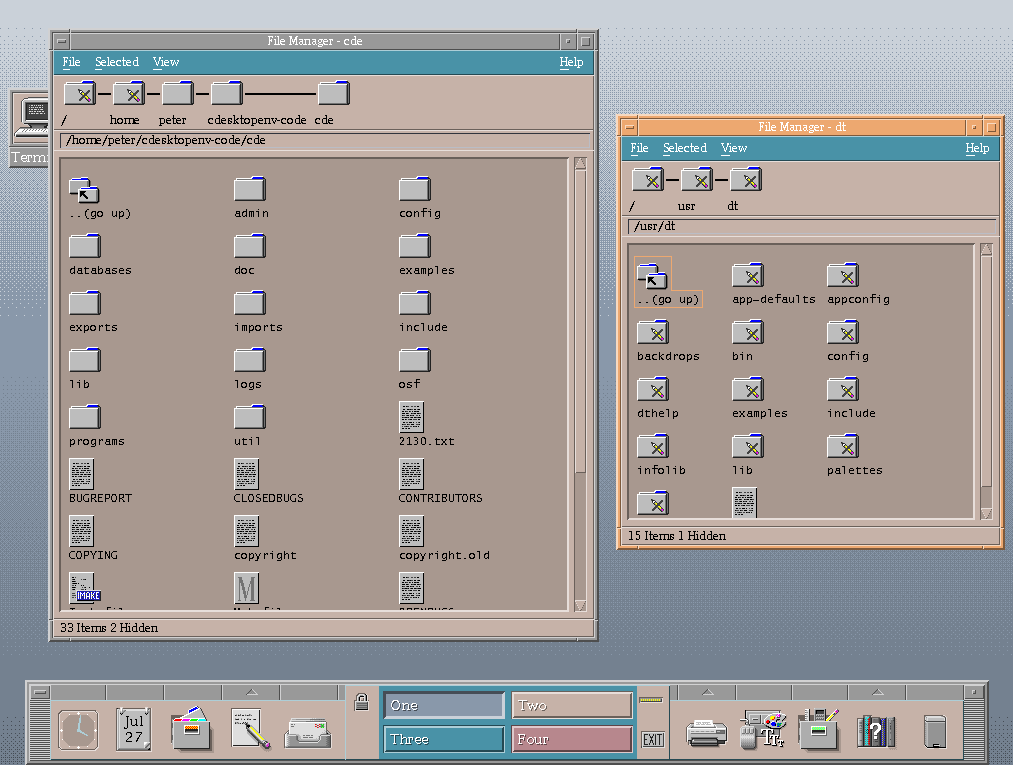 File Manager - cde
File Selected View Help
/ home peter cdesktopenv-code cde
/home/peter/cdesktopenv-code/cde
..(go up) admin config
databases doc examples
exports imports include
lib logs osf
programs util 2130.txt
BUGREPORT CLOSEDBUGS CONTRIBUTORS
COPYING copyright copyright.old
IMAKE M
33 Items 2 Hidden
Term
File Manager - dt
File Selected View Help
/ usr dt
/usr/dt
..(go up) app-defaults appconfig
backdrops bin config
dthelp examples include
infolib lib palettes
15 Items 1 Hidden
Jul
27
One Two
Three Four
EXIT
?